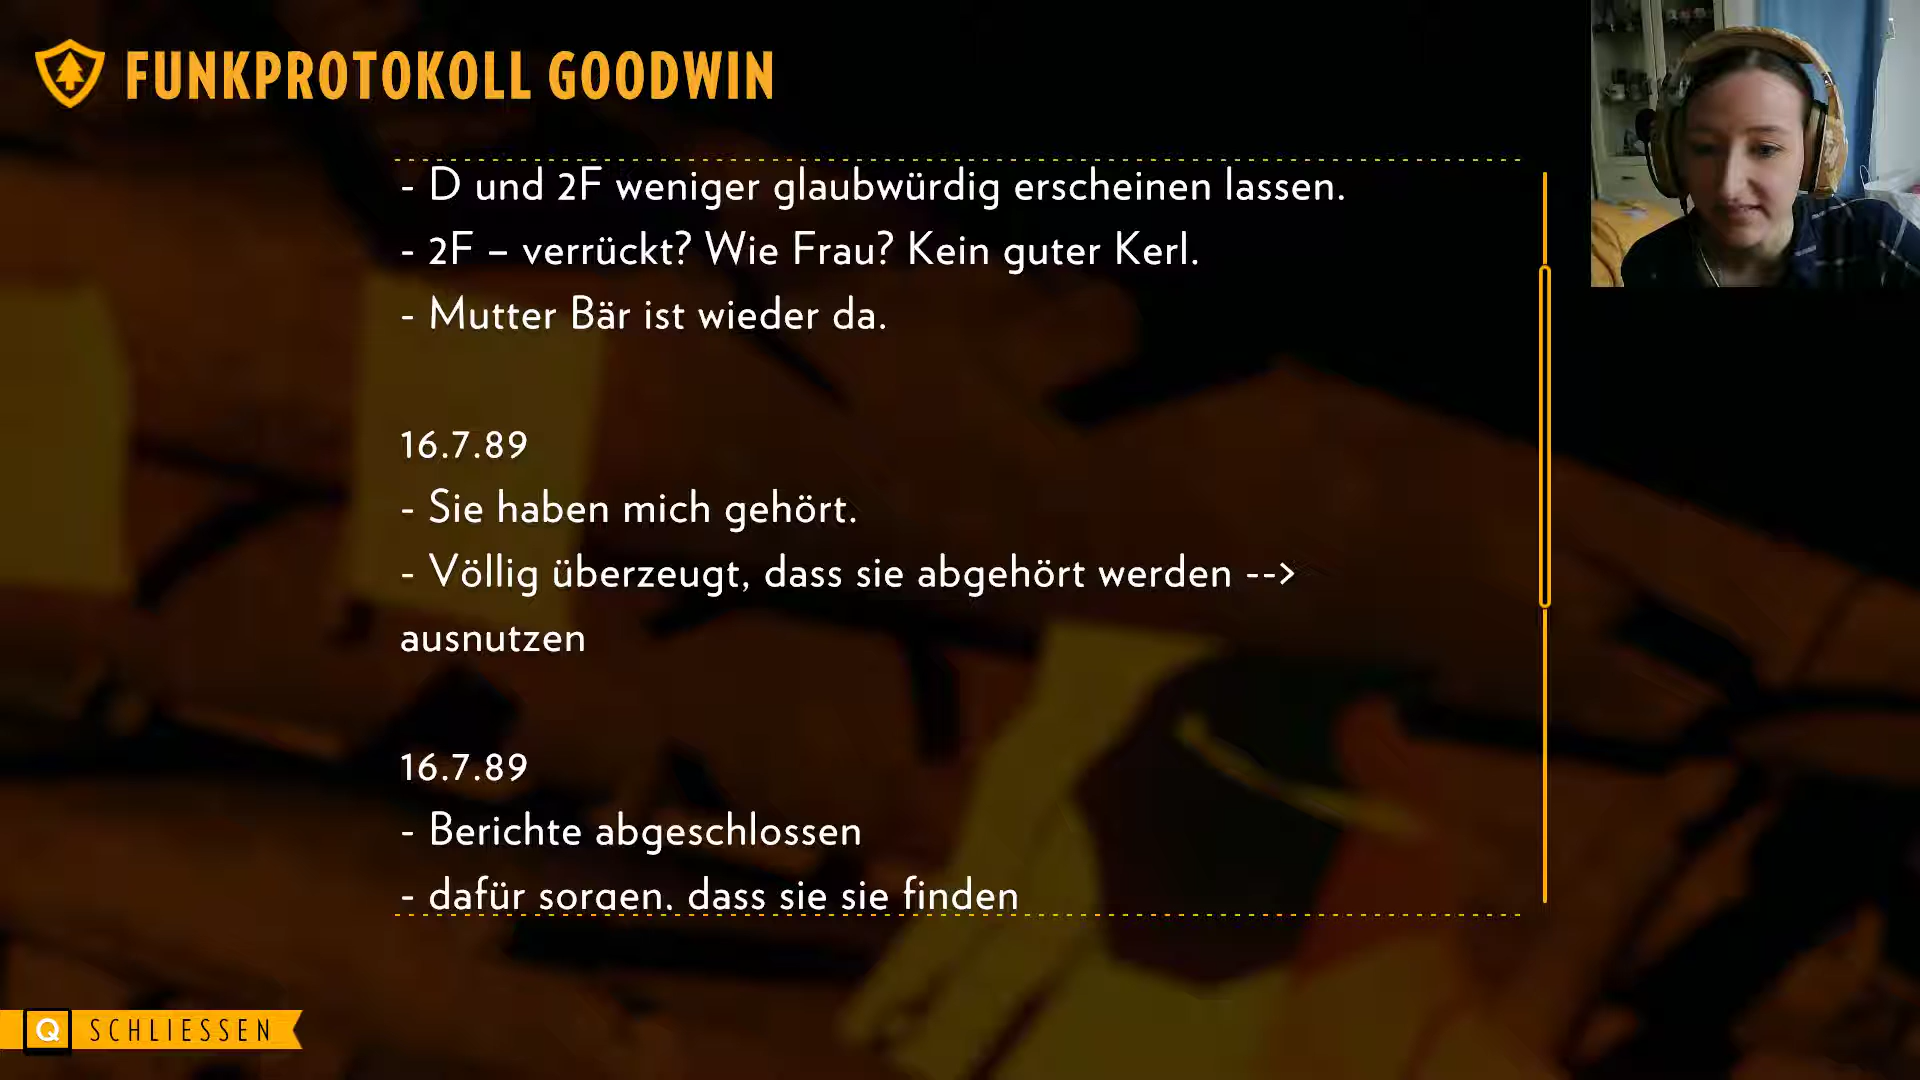 FUNKPROTOKOLL GOODWIN
- D und 2F weniger glaubwürdig erscheinen lassen.
- 2F – verrückt? Wie Frau? Kein guter Kerl.
- Mutter Bär ist wieder da.
16.7.89
- Sie haben mich gehört.
- Völlig überzeugt, dass sie abgehört werden -->
ausnutzen
16.7.89
- Berichte abgeschlossen
- dafür sorgen, dass sie sie finden
Q SCHLIESSEN